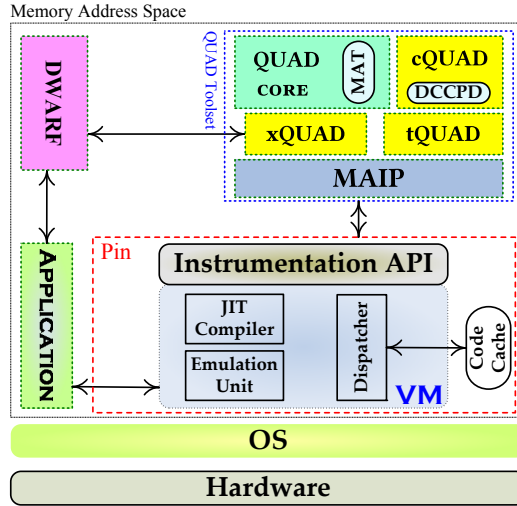 Memory Address Space
DWARF
QUAD Toolset
QUAD
CORE
MAT
cQUAD
DCCPD
xQUAD
tQUAD
MAIP
APPLICATION
Pin
Instrumentation API
JIT
Compiler
Emulation
Unit
Dispatcher
Code
Cache
VM
OS
Hardware